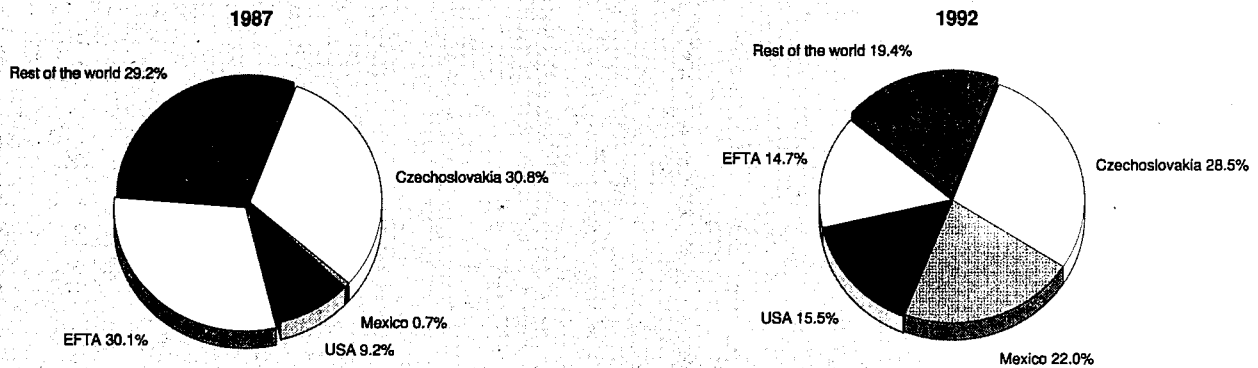 1987
Rest of the world 29.2%
Czechoslovakia 30.8%
Mexico 0.7%
USA 9.2%
EFTA 30.1%
1992
Rest of the world 19.4%
EFTA 14.7%
Czechoslovakia 28.5%
USA 15.5%
Mexico 22.0%